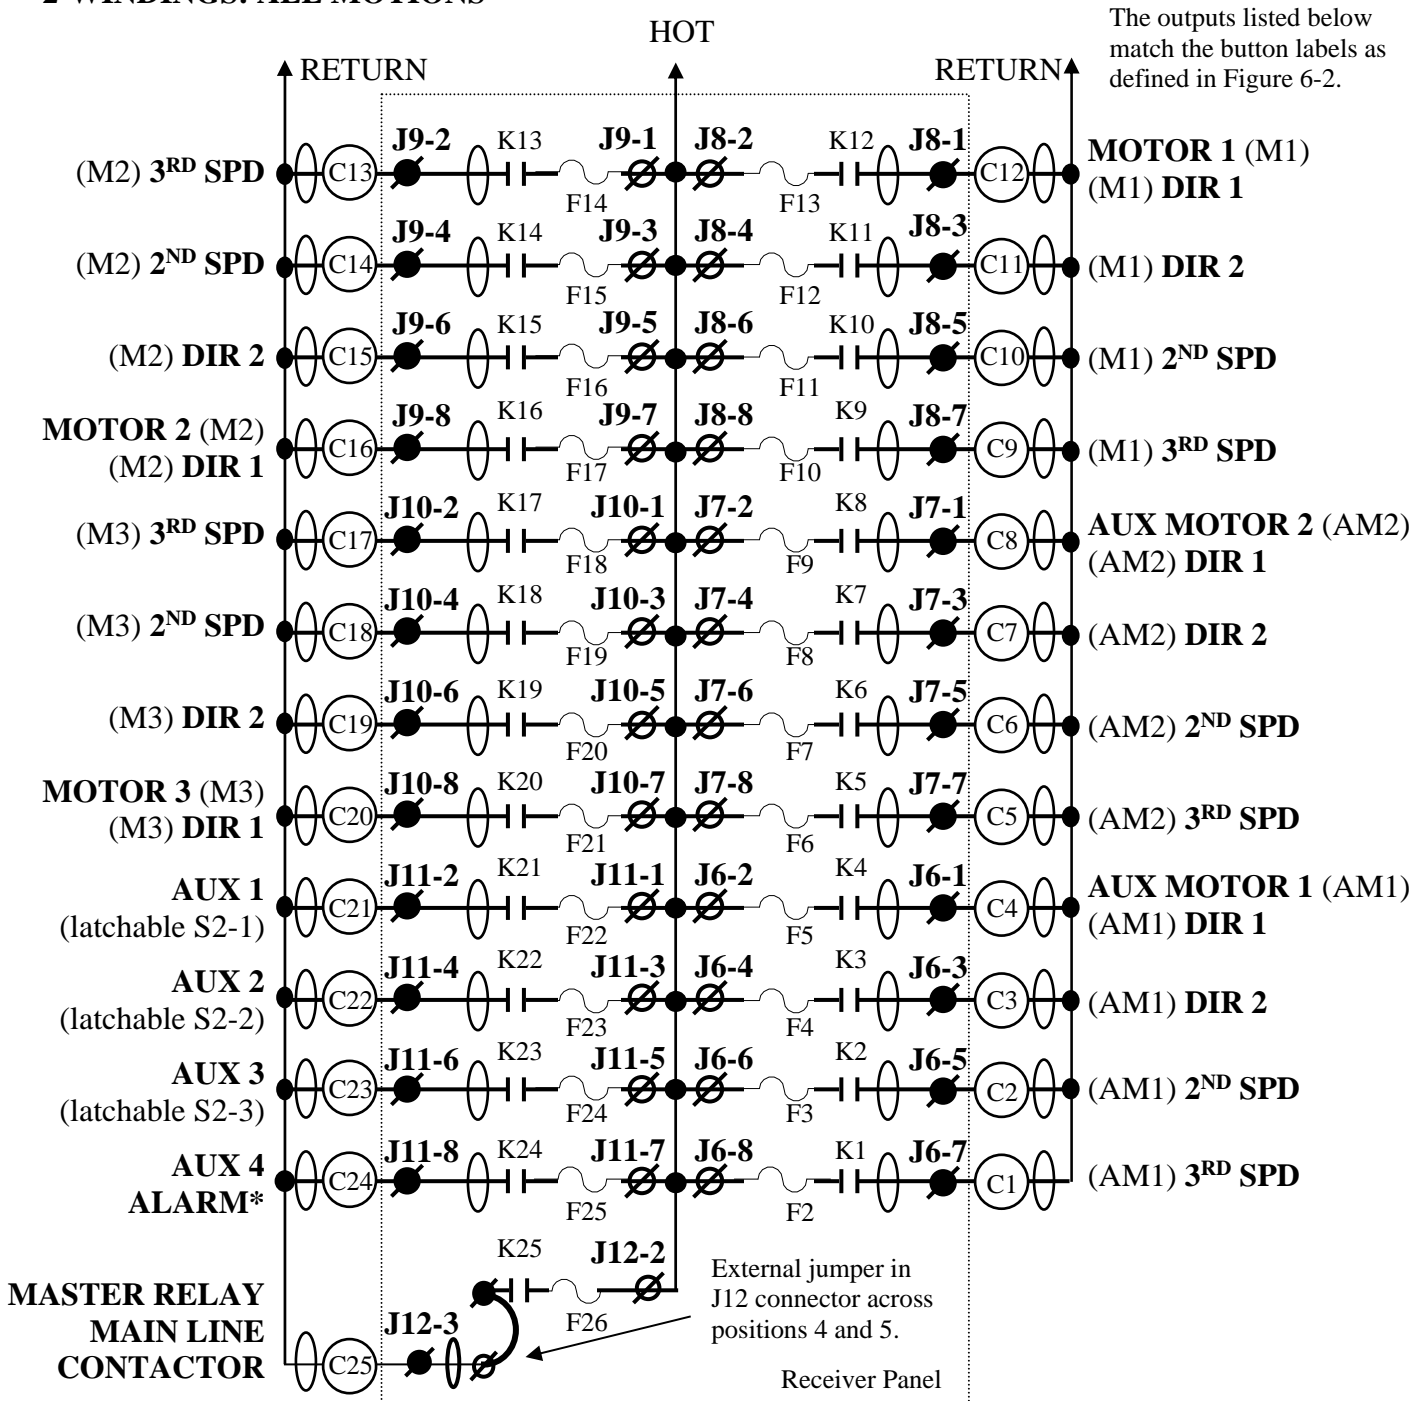 2 WINDINGS: ALL MOTIONS
The outputs listed below
match the button labels as
defined in Figure 6-2.
HOT
RETURN
RETURN
J9-2 K13 J9-1 J8-2 K12 J8-1
(M2) 3RD SPD C13 F14 F13 C12 MOTOR 1 (M1)
(M1) DIR 1
J9-4 K14 J9-3 J8-4 K11 J8-3
(M2) 2ND SPD C14 F15 F12 C11 (M1) DIR 2
J9-6 K15 J9-5 J8-6 K10 J8-5
(M2) DIR 2 C15 F16 F11 C10 (M1) 2ND SPD
J9-8 K16 J9-7 J8-8 K9 J8-7
MOTOR 2 (M2)
(M2) DIR 1 C16 F17 F10 C9 (M1) 3RD SPD
J10-2 K17 J10-1 J7-2 K8 J7-1
(M3) 3RD SPD C17 F18 F9 C8 AUX MOTOR 2 (AM2)
(AM2) DIR 1
J10-4 K18 J10-3 J7-4 K7 J7-3
(M3) 2ND SPD C18 F19 F8 C7 (AM2) DIR 2
J10-6 K19 J10-5 J7-6 K6 J7-5
(M3) DIR 2 C19 F20 F7 C6 (AM2) 2ND SPD
J10-8 K20 J10-7 J7-8 K5 J7-7
MOTOR 3 (M3)
(M3) DIR 1 C20 F21 F6 C5 (AM2) 3RD SPD
J11-2 K21 J11-1 J6-2 K4 J6-1
AUX 1
(latchable S2-1) C21 F22 F5 C4 AUX MOTOR 1 (AM1)
(AM1) DIR 1
J11-4 K22 J11-3 J6-4 K3 J6-3
AUX 2
(latchable S2-2) C22 F23 F4 C3 (AM1) DIR 2
J11-6 K23 J11-5 J6-6 K2 J6-5
AUX 3
(latchable S2-3) C23 F24 F3 C2 (AM1) 2ND SPD
J11-8 K24 J11-7 J6-8 K1 J6-7
AUX 4
ALARM* C24 F25 F2 C1 (AM1) 3RD SPD
K25 J12-2
F26
MASTER RELAY
MAIN LINE
CONTACTOR C25 J12-3
External jumper in
J12 connector across
positions 4 and 5.
Receiver Panel